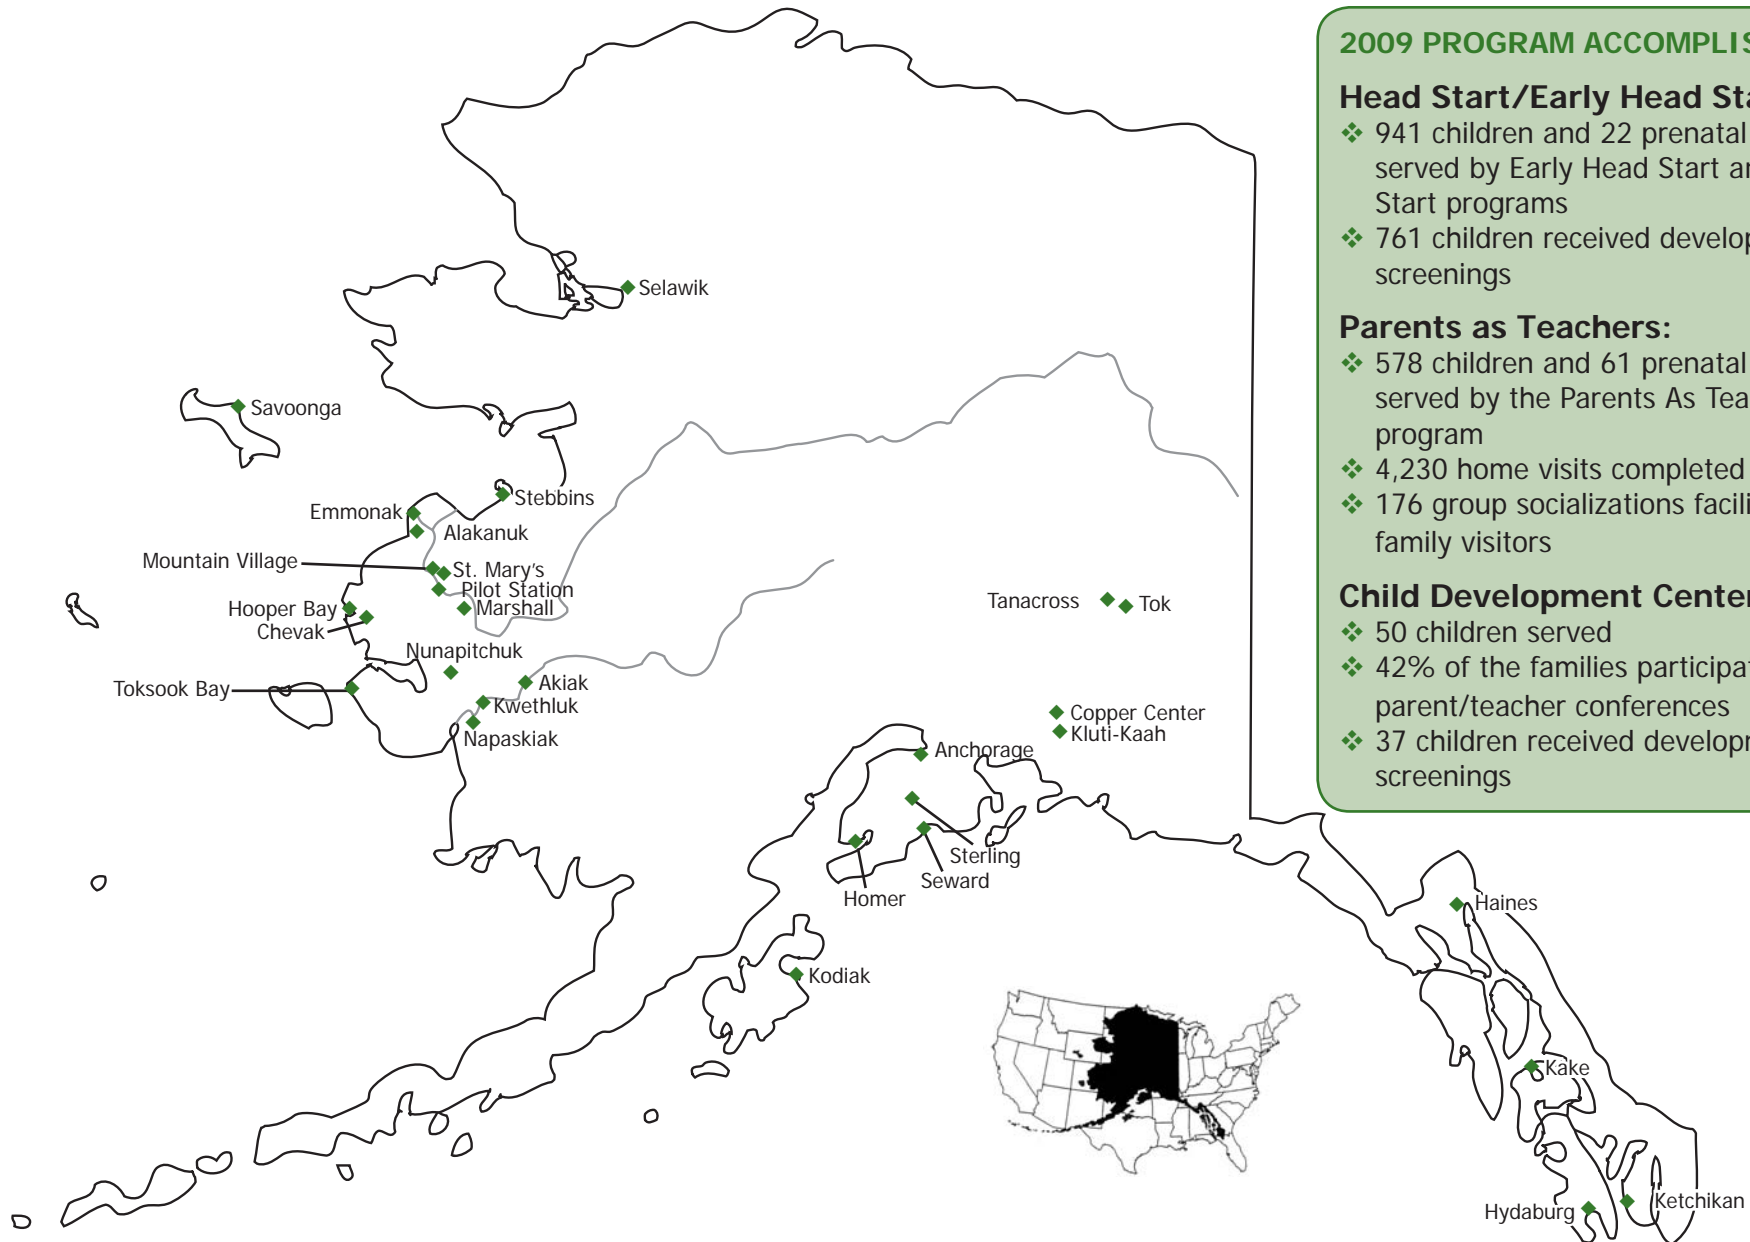 2009 PROGRAM ACCOMPLIS
Head Start/Early Head Sta
❖ 941 children and 22 prenatal
served by Early Head Start ar
Start programs
❖ 761 children received develop
screenings
Parents as Teachers:
❖ 578 children and 61 prenatal
served by the Parents As Tea
program
❖ 4,230 home visits completed
❖ 176 group socializations facili
family visitors
Child Development Center
❖ 50 children served
❖ 42% of the families participat
parent/teacher conferences
❖ 37 children received developm
screenings
Selawik
Savoonga
Stebbins
Emmonak
Alakanuk
Mountain Village
St. Mary's
Pilot Station
Hooper Bay
Marshall
Chevak
Nunapitchuk
Toksook Bay
Akiak
Kwethluk
Napaskiak
Tanacross
Tok
Copper Center
Kluti-Kaah
Anchorage
Sterling
Seward
Homer
Kodiak
Haines
Kake
Hydaburg
Ketchikan